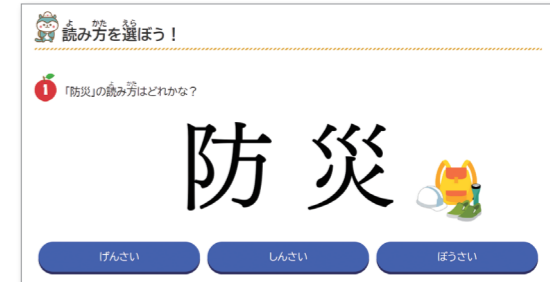 読み方を選ぼう！
1 「防災」の読み方はどれかな？
防災
げんさい
しんさい
ぼうさい